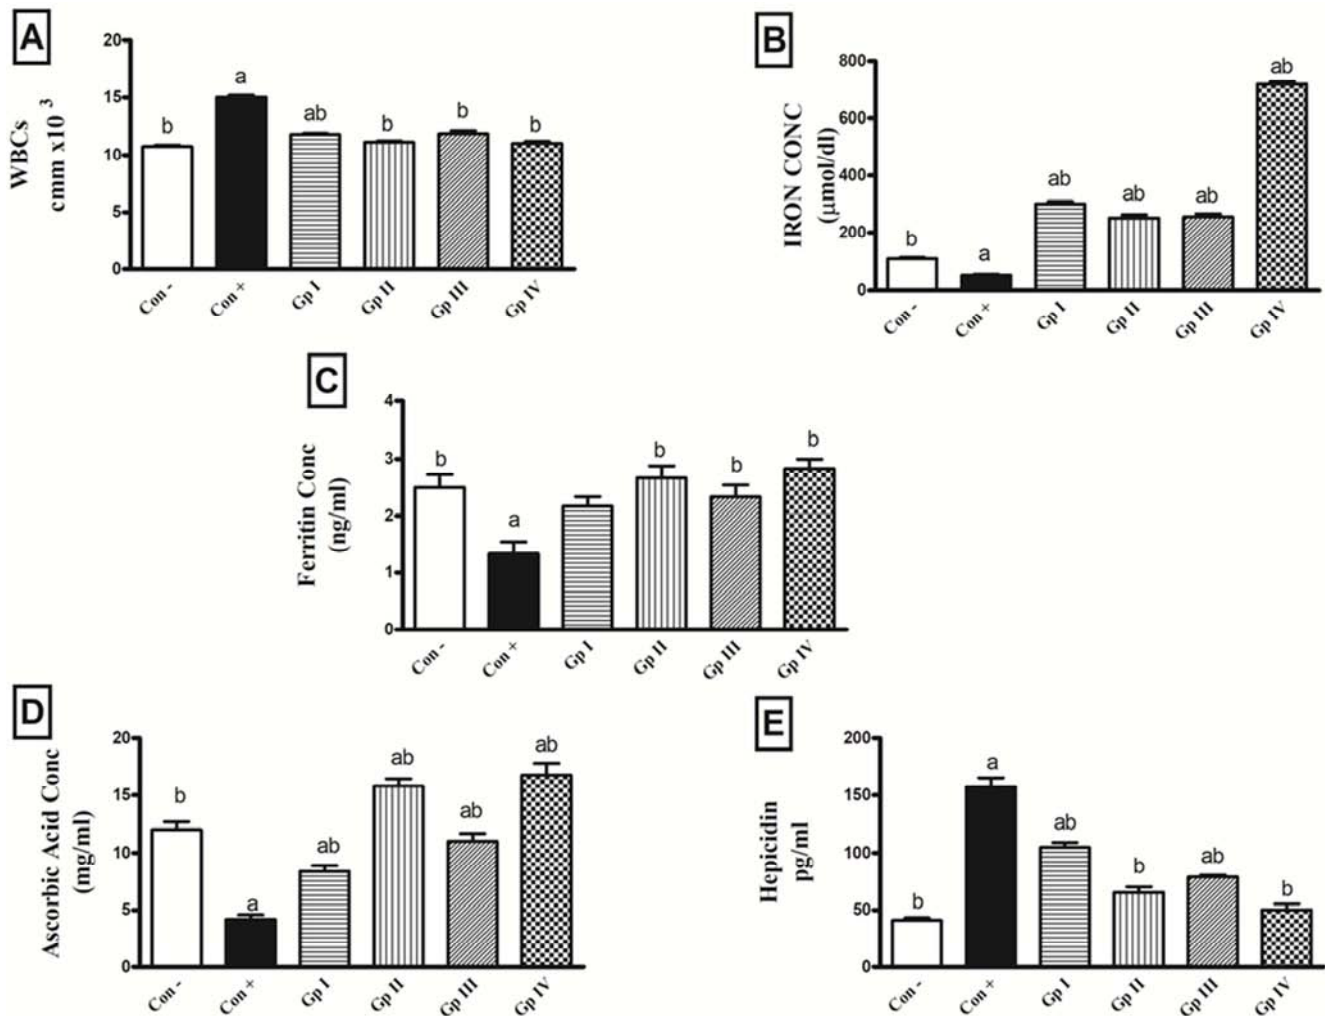 A
WBCs
cmm x10 3
20
15
10
5
0
b
a
ab
b
b
b
Con -
Con +
Gp I
Gp II
Gp III
Gp IV
B
IRON CONC
(µmol/dl)
800
600
400
200
0
b
a
ab
ab
ab
ab
Con -
Con +
Gp I
Gp II
Gp III
Gp IV
C
Ferritin Conc
(ng/ml)
4
3
2
1
0
b
a
b
b
b
Con -
Con +
Gp I
Gp II
Gp III
Gp IV
D
Ascorbic Acid Conc
(mg/ml)
20
15
10
5
0
b
a
ab
ab
ab
ab
Con -
Con +
Gp I
Gp II
Gp III
Gp IV
E
Hepicidin
pg/ml
200
150
100
50
0
b
a
ab
b
ab
b
Con -
Con +
Gp I
Gp II
Gp III
Gp IV